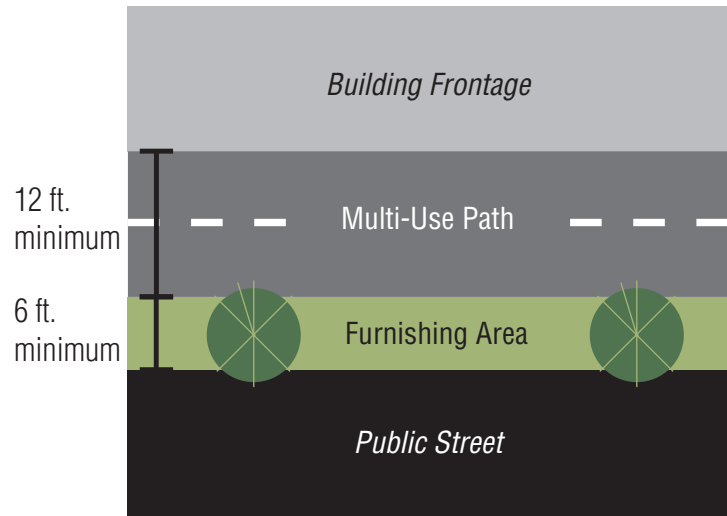 Building Frontage
12 ft.
minimum
Multi-Use Path
6 ft.
minimum
Furnishing Area
Public Street